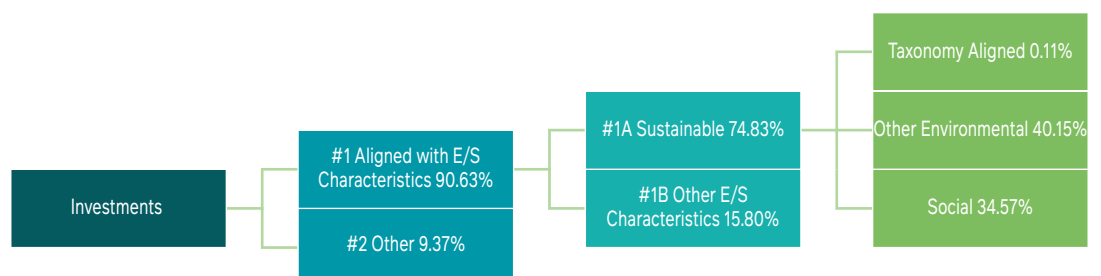 Investments
#1 Aligned with E/S
Characteristics 90.63%
#2 Other 9.37%
#1A Sustainable 74.83%
#1B Other E/S
Characteristics 15.80%
Taxonomy Aligned 0.11%
Other Environmental 40.15%
Social 34.57%